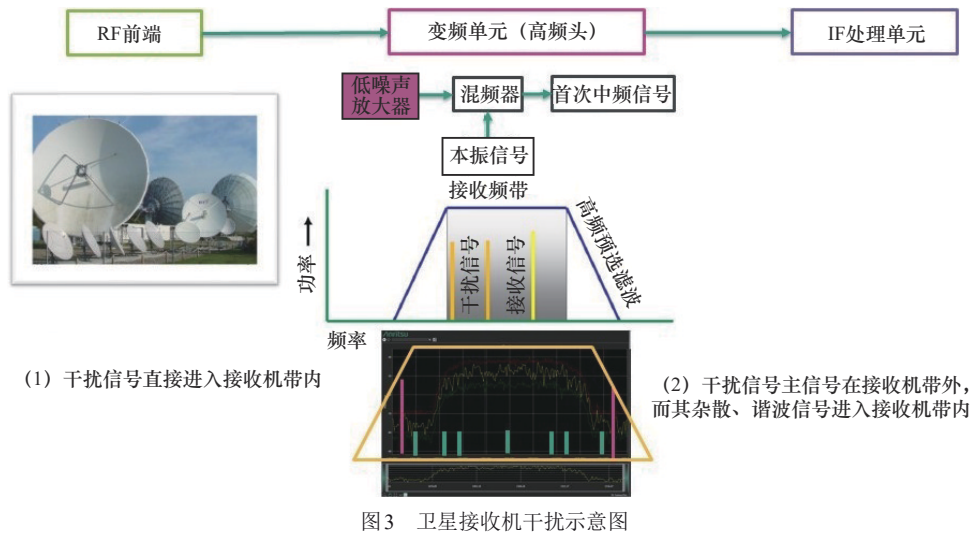 RF前端
变频单元（高频头）
IF处理单元
低噪声
放大器
混频器
首次中频信号
本振信号
接收频带
功率
干扰信号
接收信号
高频预选滤波
频率
Anritsu
（1）干扰信号直接进入接收机带内
（2）干扰信号主信号在接收机带外，
而其杂散、谐波信号进入接收机带内
图3 卫星接收机干扰示意图